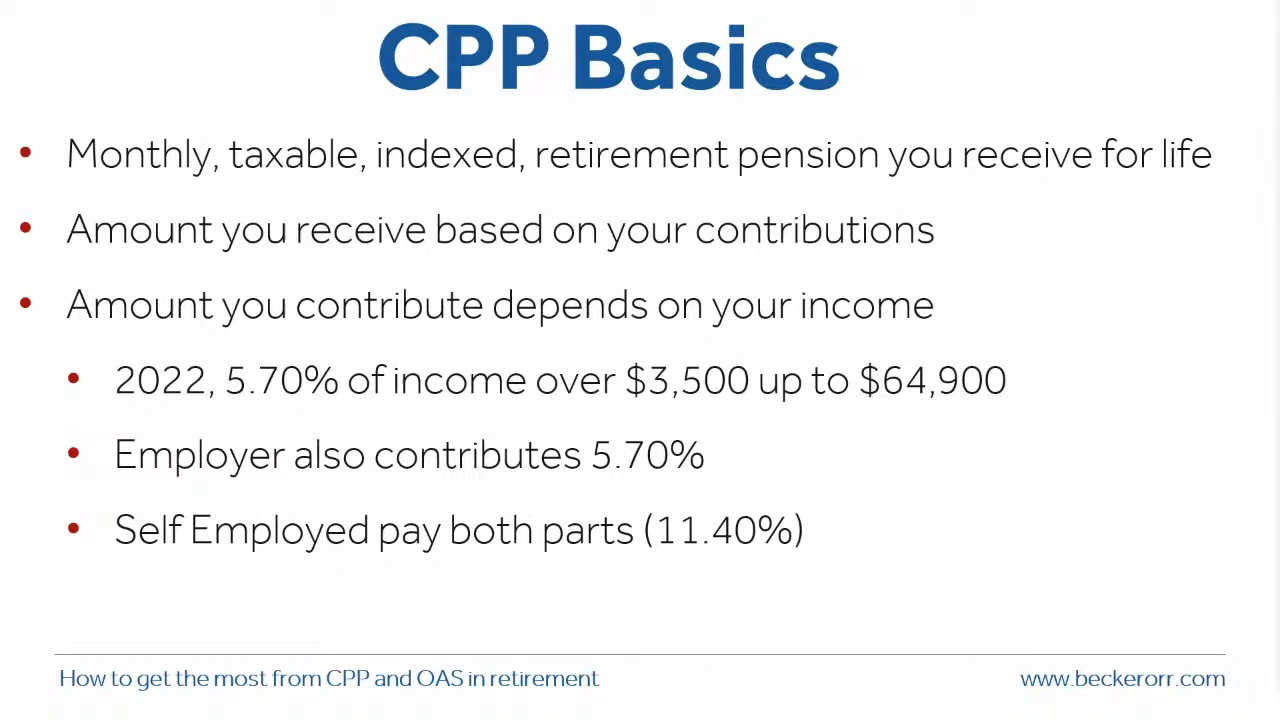 CPP Basics
• Monthly, taxable, indexed, retirement pension you receive for life
• Amount you receive based on your contributions
• Amount you contribute depends on your income
• 2022, 5.70% of income over $3,500 up to $64,900
• Employer also contributes 5.70%
• Self Employed pay both parts (11.40%)
How to get the most from CPP and OAS in retirement
www.beckerorr.com